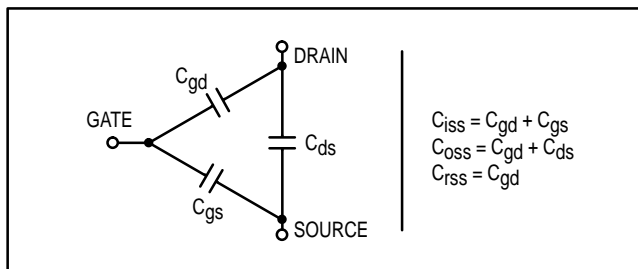 DRAIN
Cgd
GATE
Cds
Cgs
SOURCE
Ciss = Cgd + Cgs
Coss = Cgd + Cds
Crss = Cgd